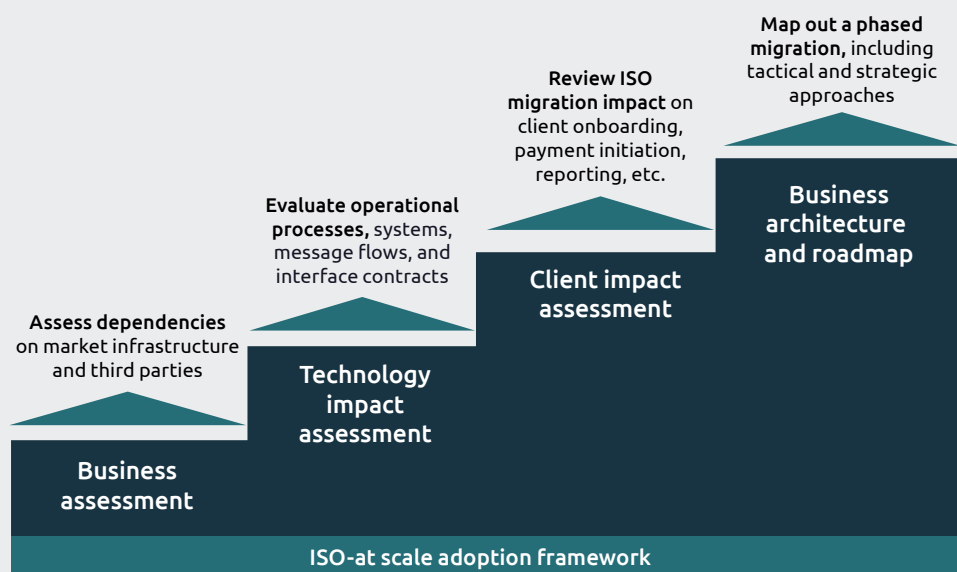 Assess dependencies
on market infrastructure
and third parties
Business
assessment
Evaluate operational
processes, systems,
message flows, and
interface contracts
Technology
impact
assessment
Review ISO
migration impact on
client onboarding,
payment initiation,
reporting, etc.
Client impact
assessment
Map out a phased
migration, including
tactical and strategic
approaches
Business
architecture
and roadmap
ISO-at scale adoption framework